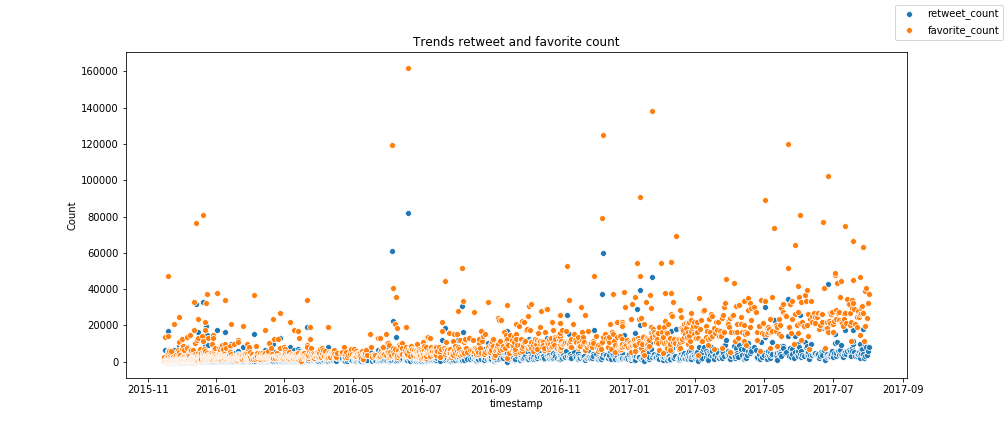 retweet_count
favorite_count
Trends retweet and favorite count
160000
140000
120000
100000
80000
60000
40000
20000
0
Count
2015-11 2016-01 2016-03 2016-05 2016-07 2016-09 2016-11 2017-01 2017-03 2017-05 2017-07 2017-09
timestamp